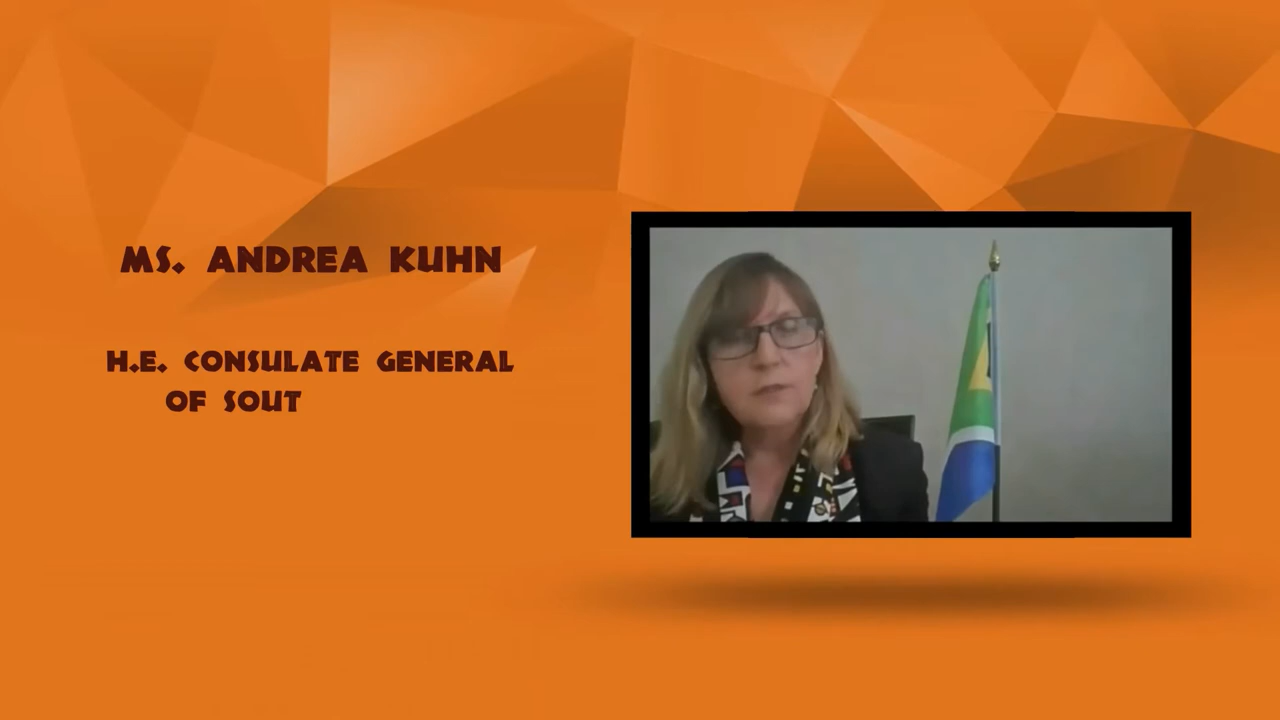 MS. ANDREA KUHN
H.E. CONSULATE GENERAL
OF SOUT